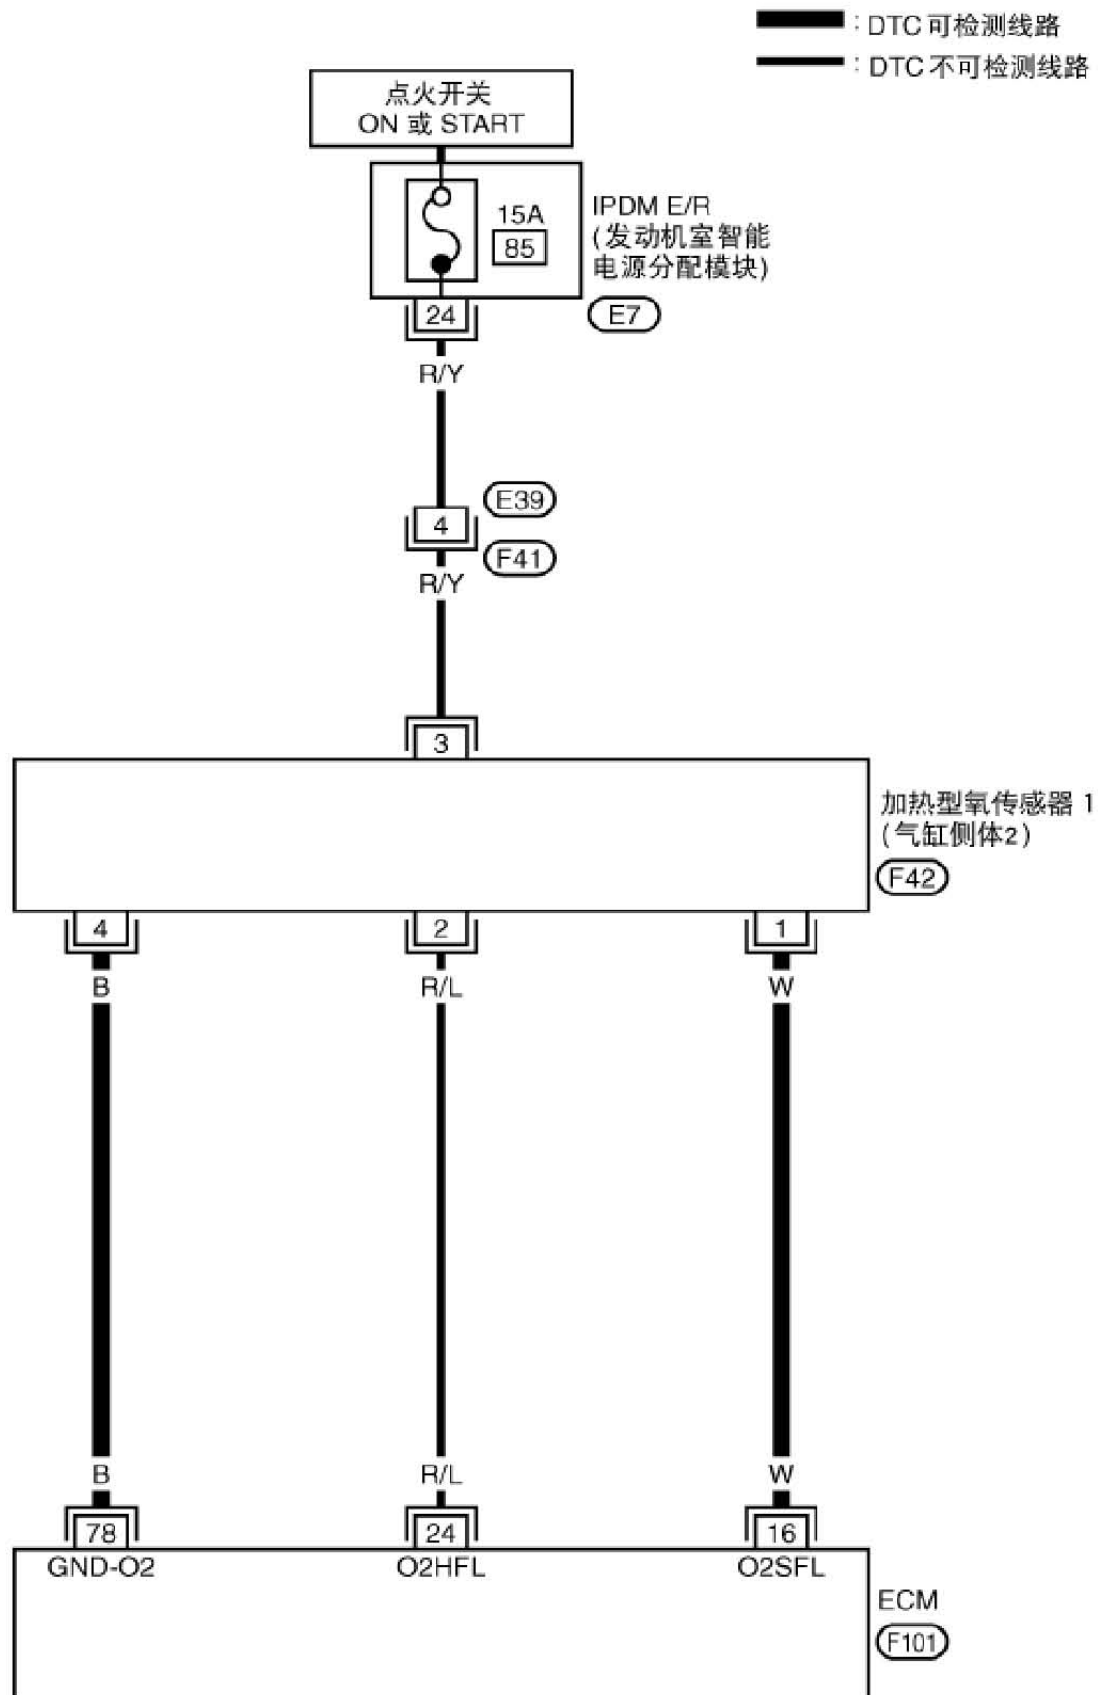 : DTC 可检测线路
: DTC 不可检测线路
点火开关
ON 或 START
15A
85
IPDM E/R
(发动机室智能
电源分配模块)
24
E7
R/Y
E39
4
F41
R/Y
3
加热型氧传感器 1
(气缸侧体2)
F42
4
2
1
B
R/L
W
B
R/L
W
78
24
16
GND-O2
O2HFL
O2SFL
ECM
F101